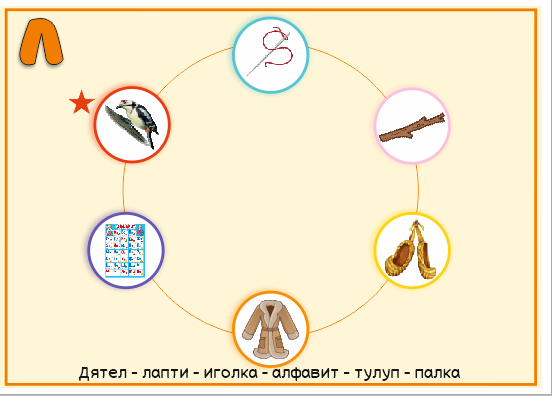 Л
Дятел - лапти - иголка - алфавит - тулуп - палка